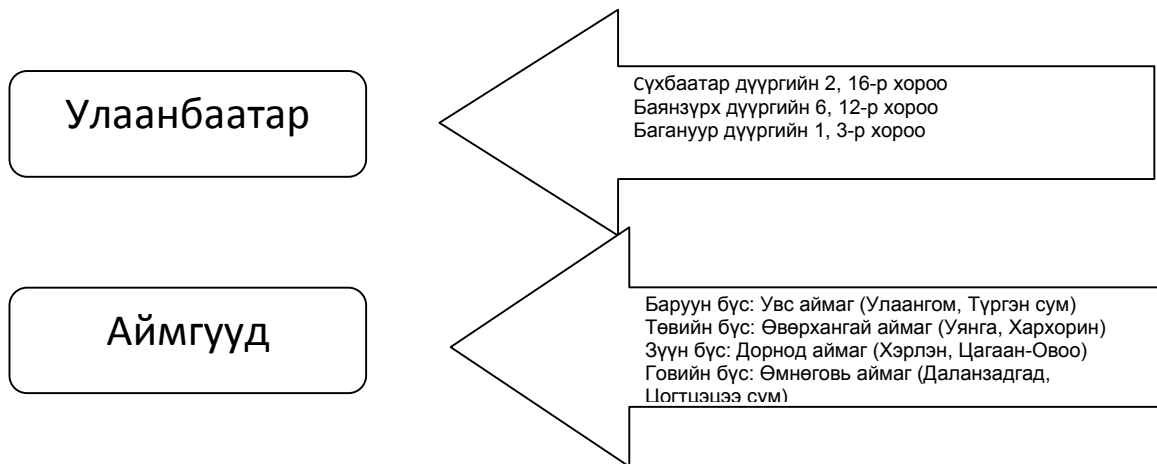 Улаанбаатар
Сүхбаатар дүүргийн 2, 16-р хороо
Баянзүрх дүүргийн 6, 12-р хороо
Багануур дүүргийн 1, 3-р хороо
Аймгууд
Баруун бүс: Увс аймаг (Улаангом, Түргэн сум)
Төвийн бүс: Өвөрхангай аймаг (Уянга, Хархорин)
Зүүн бүс: Дорнод аймаг (Хэрлэн, Цагаан-Овоо)
Говийн бүс: Өмнөговь аймаг (Даланзадгад,
Цогтцэцээ сум)